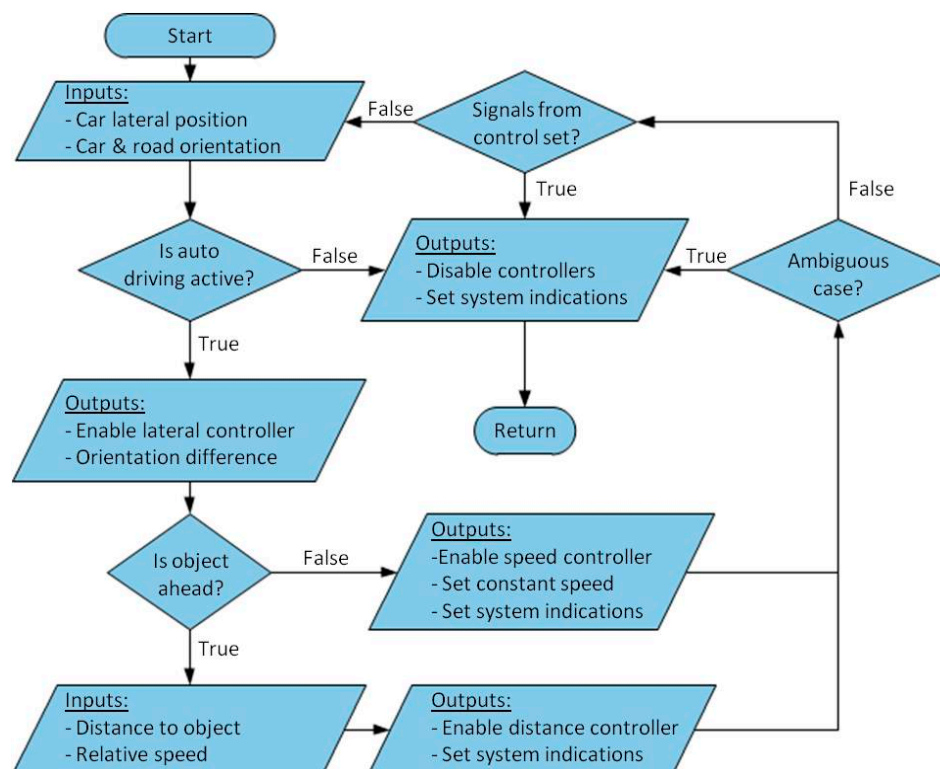 Start
Inputs:
- Car lateral position
- Car & road orientation
False
Signals from
control set?
True
False
Is auto
driving active?
False
Outputs:
- Disable controllers
- Set system indications
True
Ambiguous
case?
True
Outputs:
- Enable lateral controller
- Orientation difference
Return
Is object
ahead?
False
Outputs:
-Enable speed controller
- Set constant speed
- Set system indications
True
Inputs:
- Distance to object
- Relative speed
Outputs:
- Enable distance controller
- Set system indications